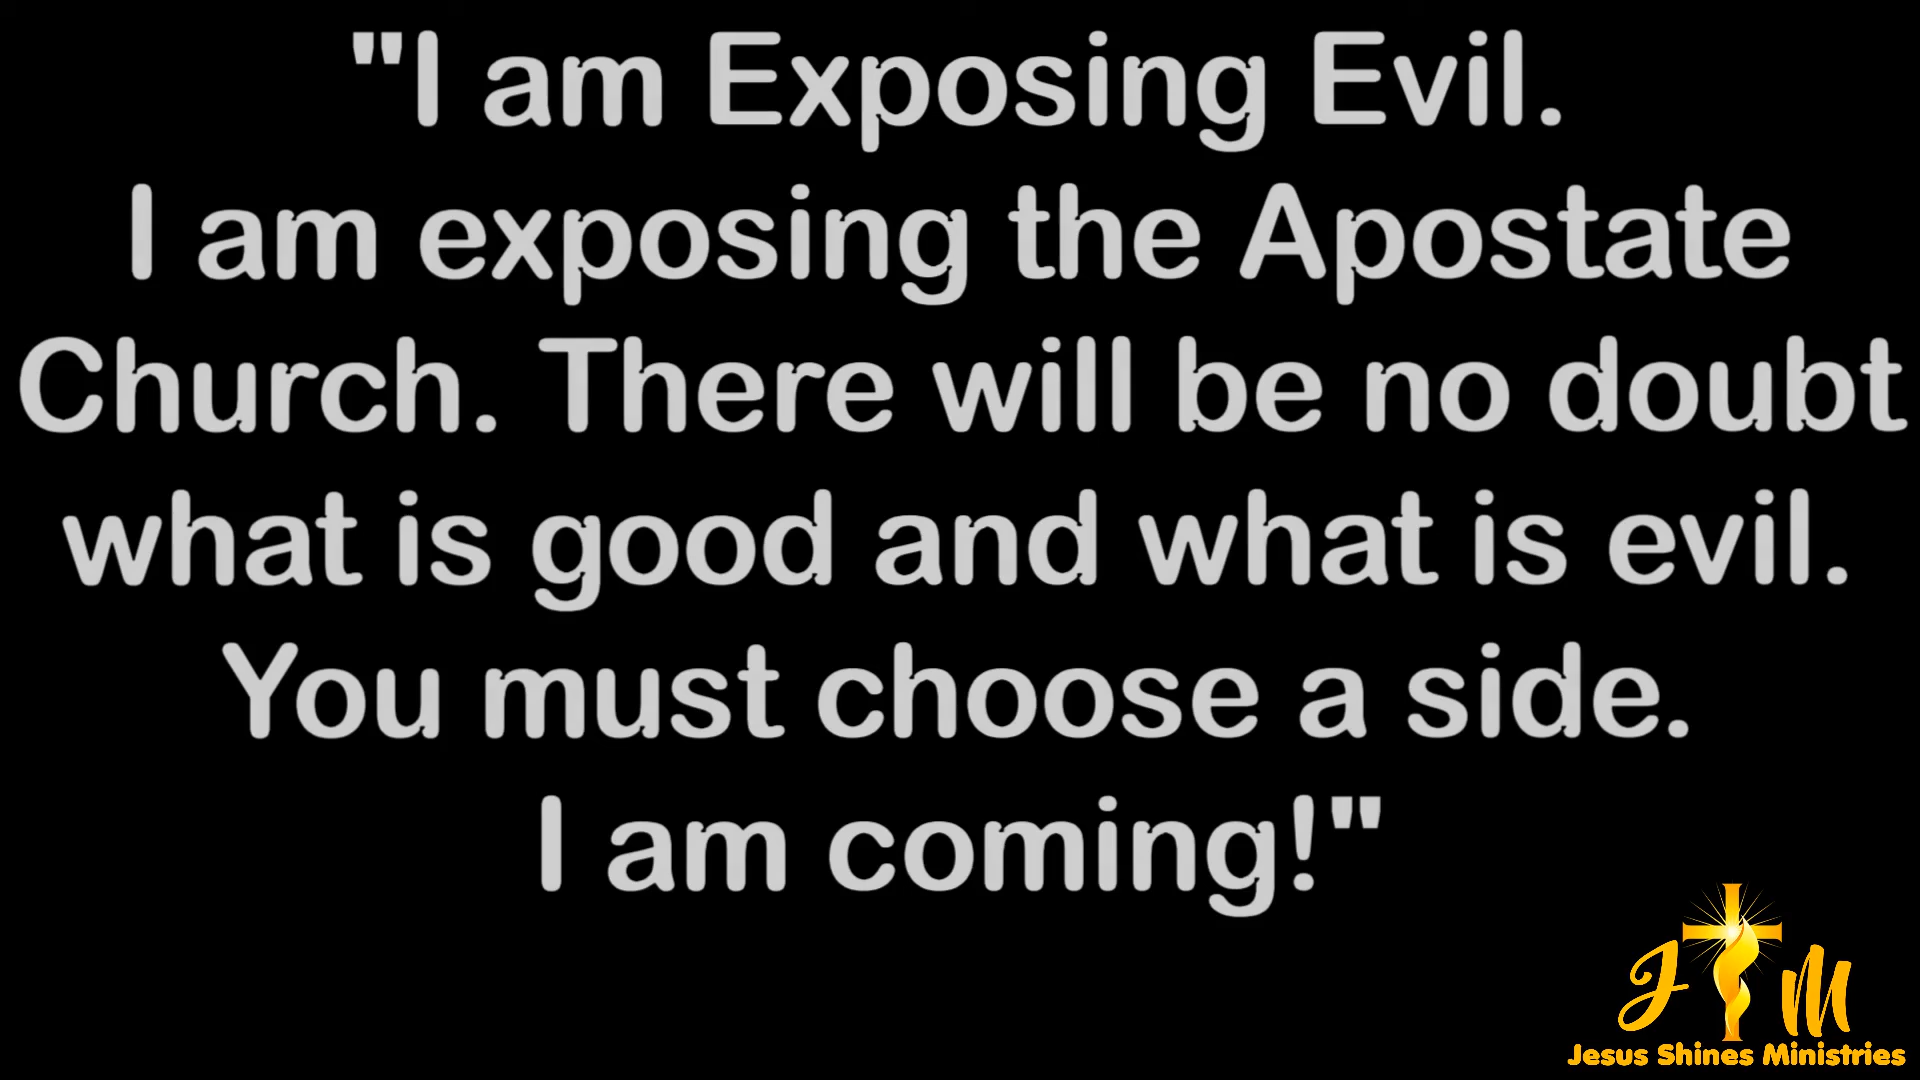 "I am Exposing Evil.
I am exposing the Apostate
Church. There will be no doubt
what is good and what is evil.
You must choose a side.
I am coming!"
J M
Jesus Shines Ministries